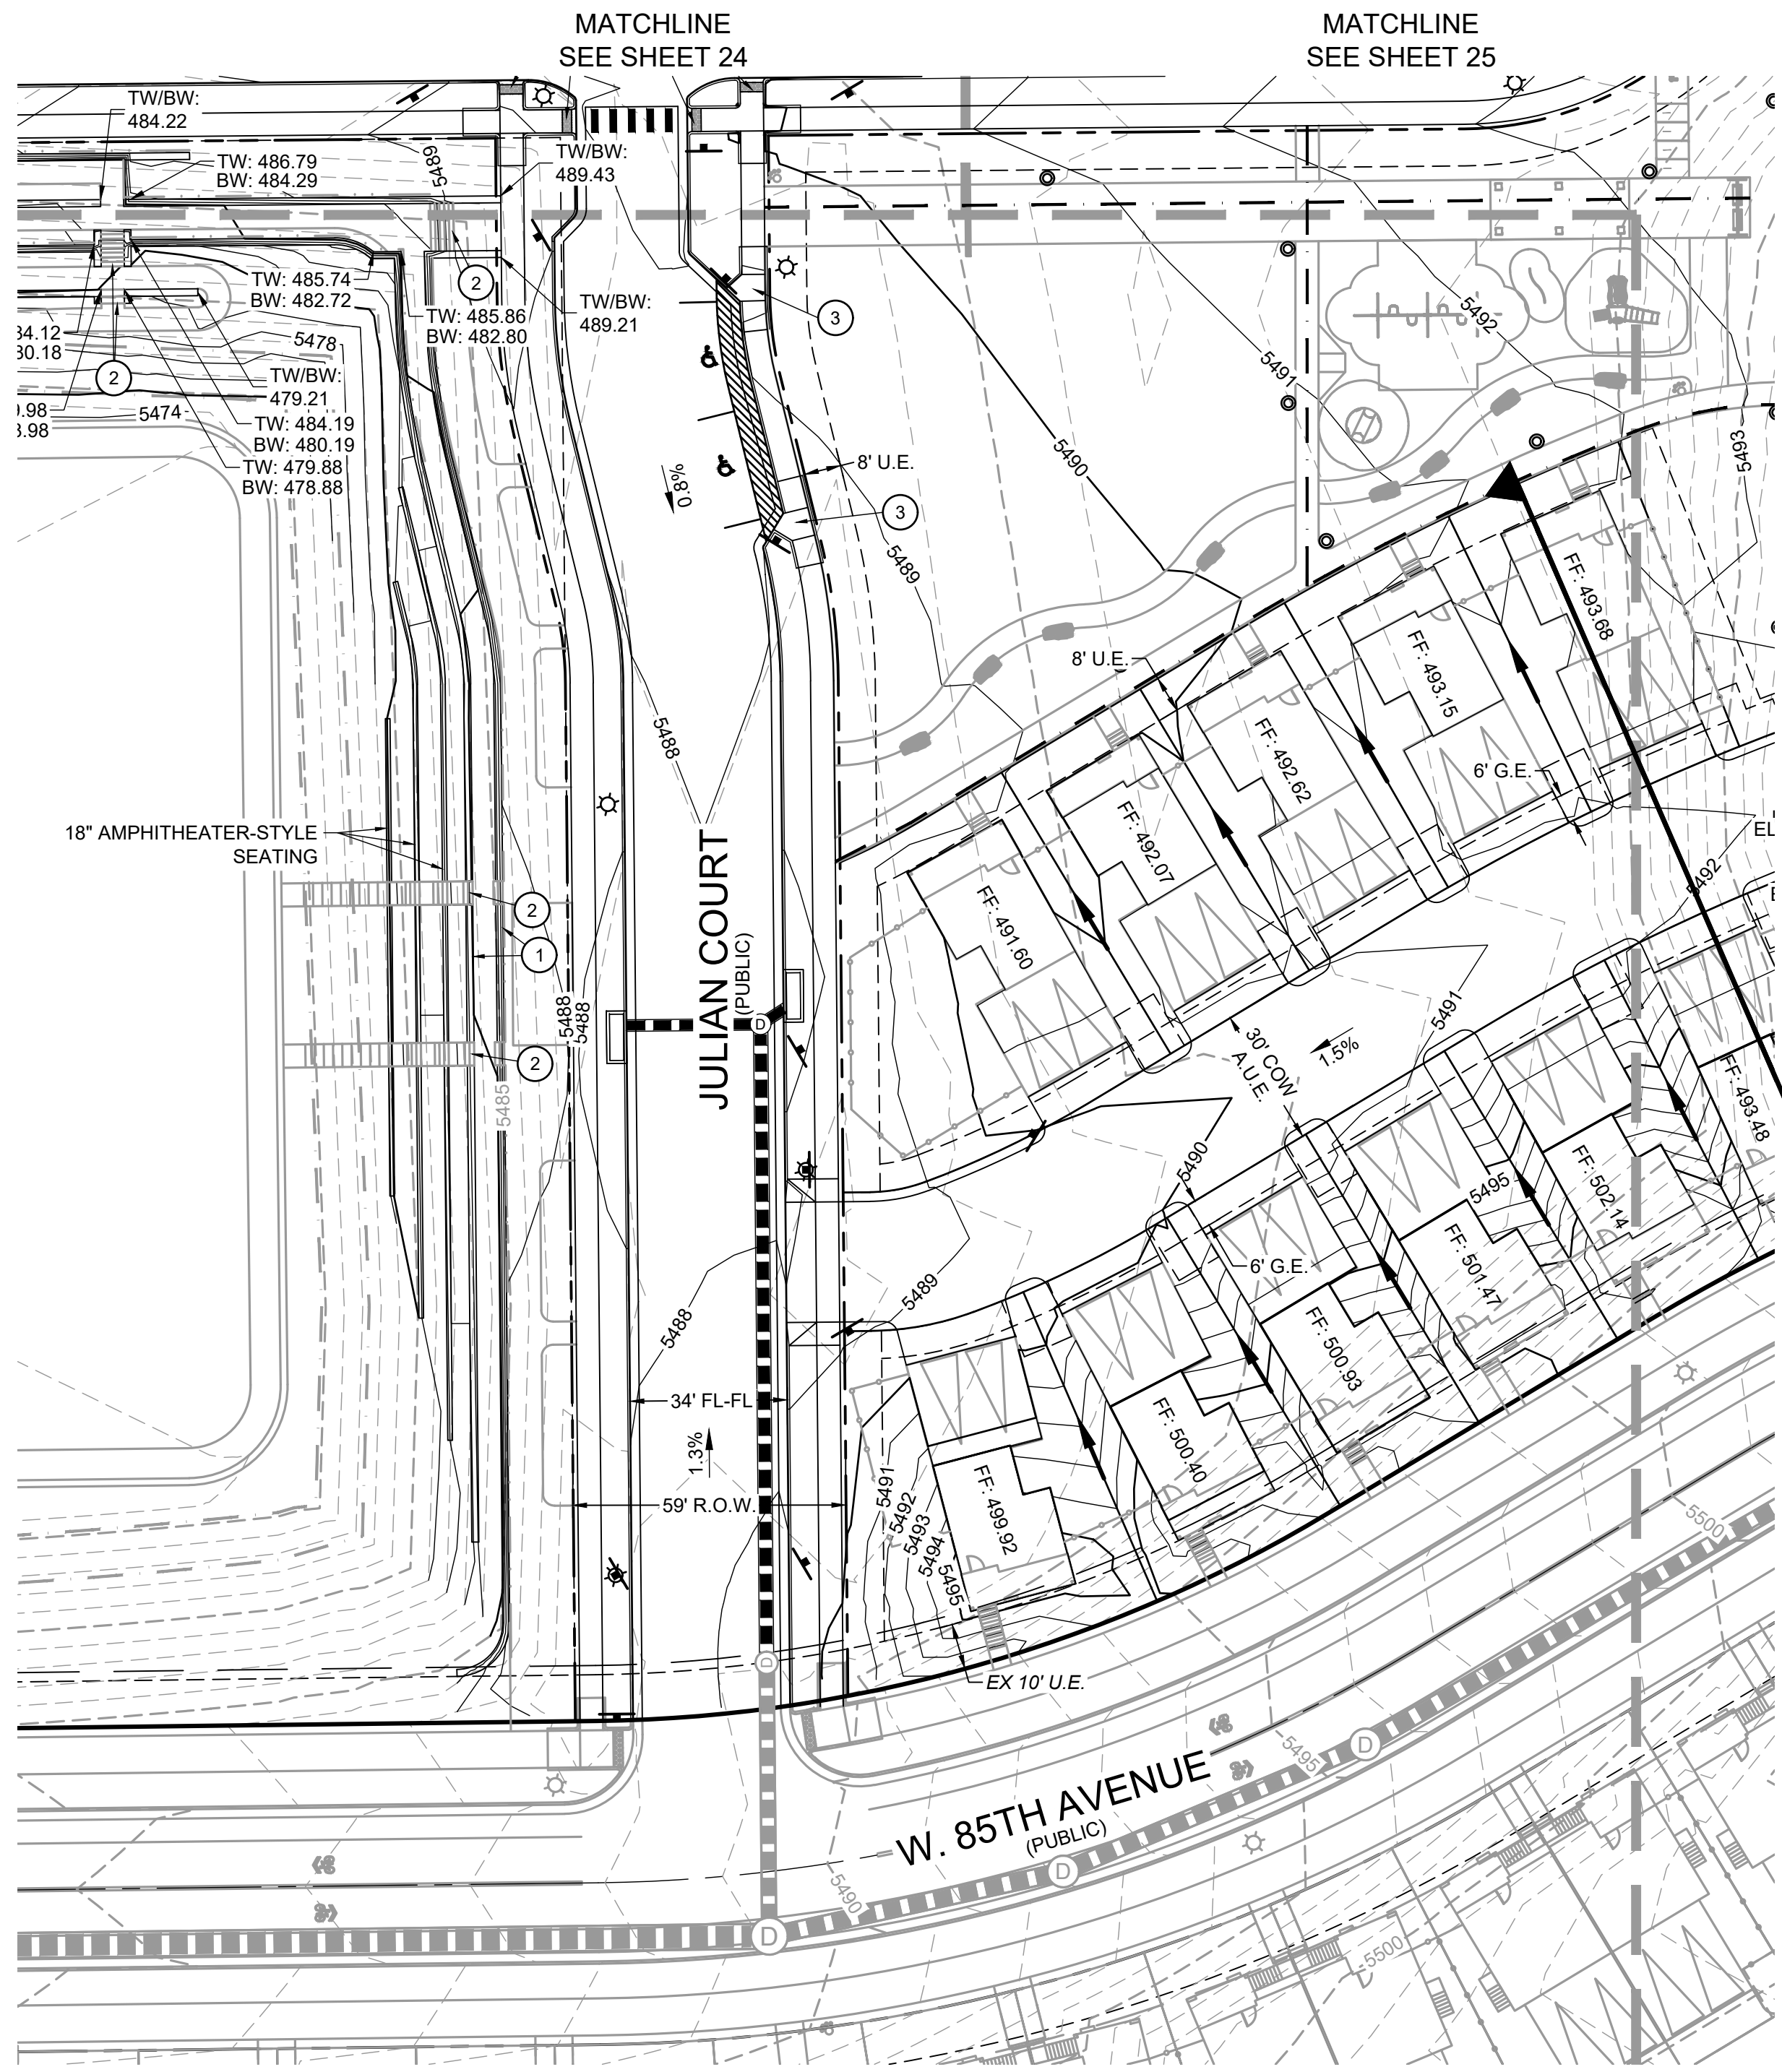 MATCHLINE
SEE SHEET 24
MATCHLINE
SEE SHEET 25
TW/BW:
484.22
TW: 486.79
BW: 484.29
5489
TW/BW:
489.43
TW: 485.74
BW: 482.72
2
TW: 485.86
BW: 482.80
TW/BW:
489.21
3
5492
5491
84.12
80.18
2
5478
TW/BW:
479.21
5474
TW: 484.19
BW: 480.19
TW: 479.88
BW: 478.88
5490
5493
0.8%
8' U.E.
3
5489
FF: 493.68
8' U.E.
FF: 493.15
5488
FF: 492.62
6' G.E.
18" AMPHITHEATER-STYLE
SEATING
FF: 492.07
EL
5492
2
1
FF: 491.60
JULIAN COURT
(PUBLIC)
D
5488
5488
2
5485
30' COW
A.U.E.
1.5%
5491
FF: 493.48
5490
5495
FF: 502.14
6' G.E.
FF: 501.47
5489
5488
FF: 500.93
34' FL-FL
FF: 500.40
1.3%
59' R.O.W.
5491
5492
5493
5494
5495
FF: 499.92
5500
D
EX 10' U.E.
W. 85TH AVENUE
(PUBLIC)
5495
D
D
5490
D
5500